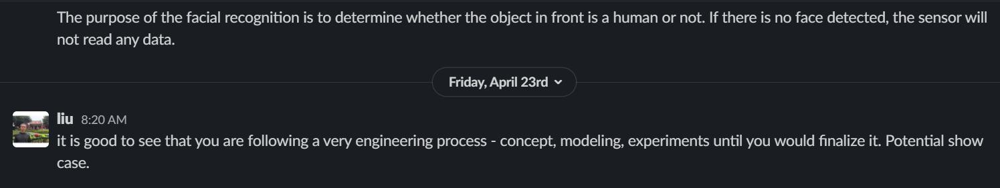 The purpose of the facial recognition is to determine whether the object in front is a human or not. If there is no face detected, the sensor will
not read any data.
Friday, April 23rd
liu 8:20 AM
it is good to see that you are following a very engineering process - concept, modeling, experiments until you would finalize it. Potential show
case.